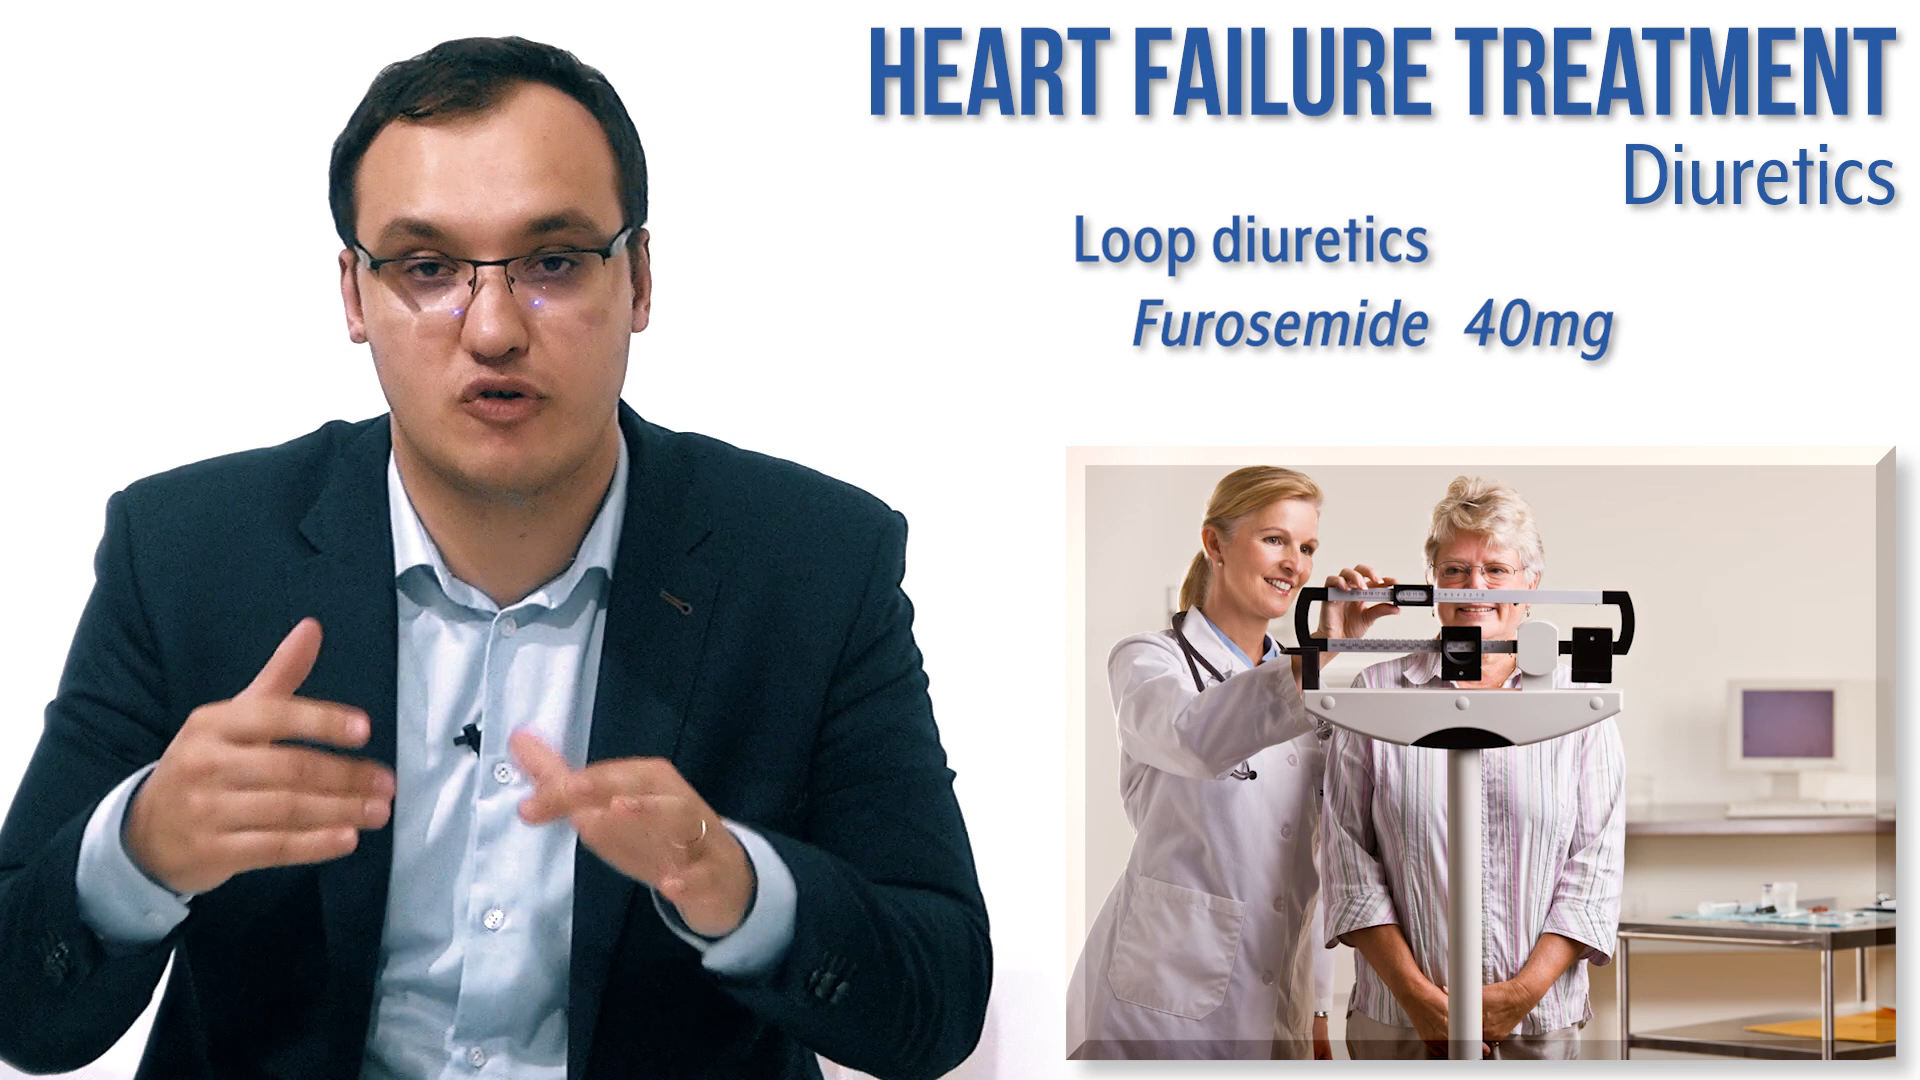 HEART FAILURE TREATMENT
Diuretics
Loop diuretics
Furosemide 40mg